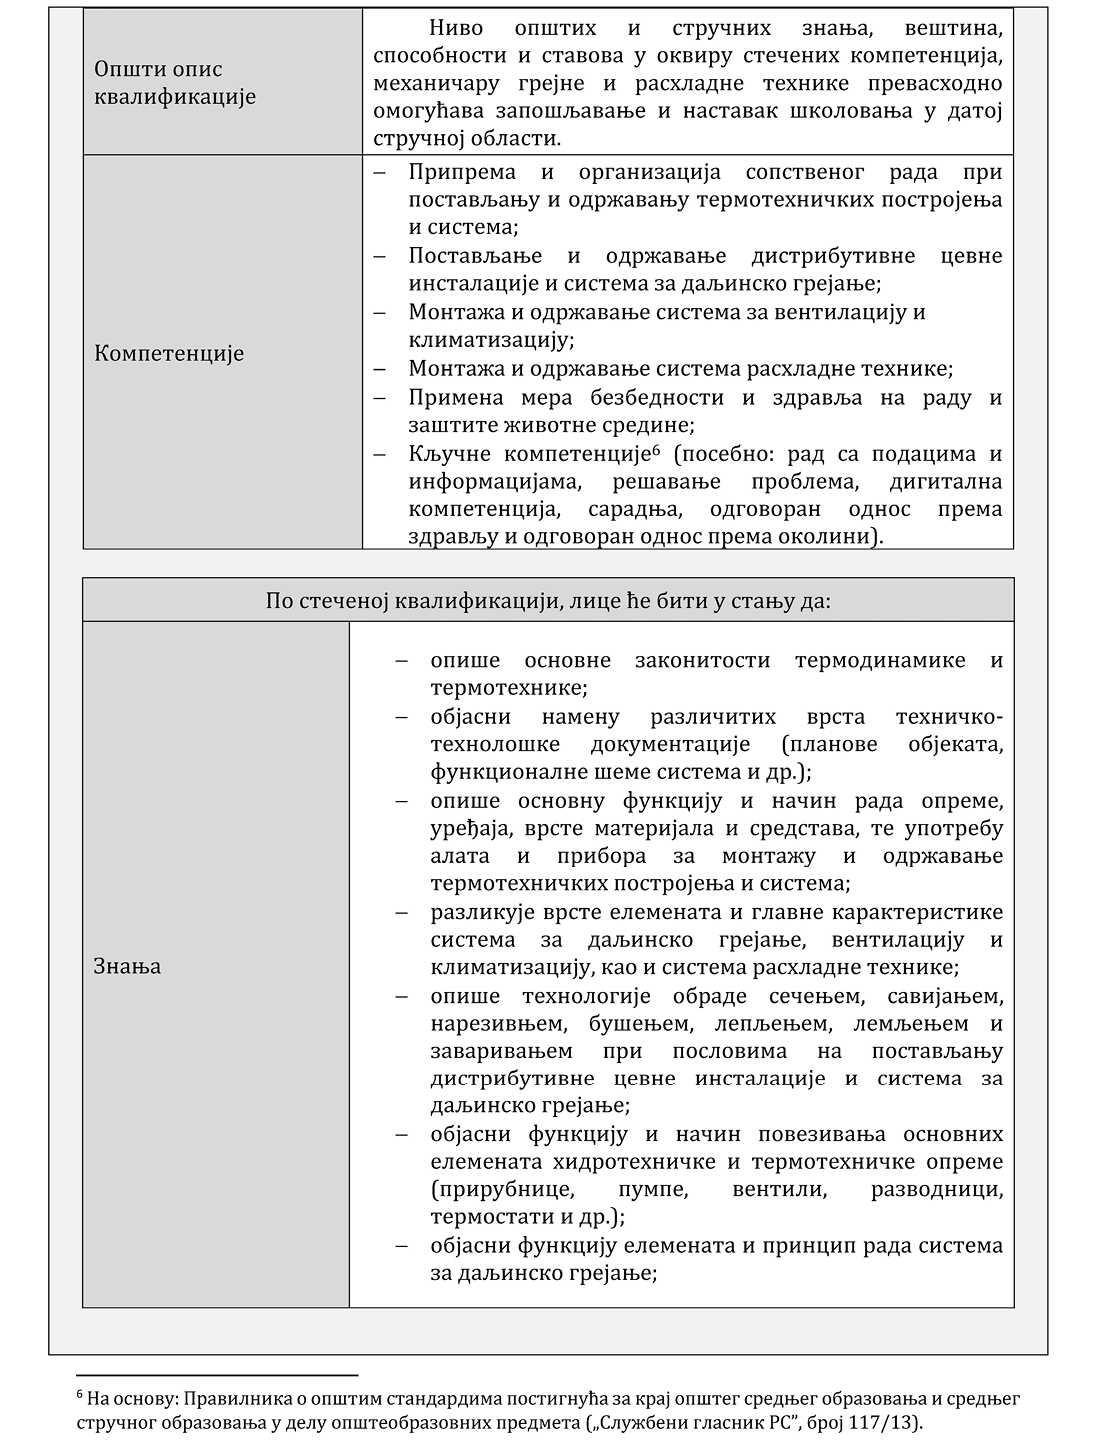 Општи опис
квалификације
Ниво општих и стручних знања, вештина,
способности и ставова у оквиру стечених компетенција,
механичару грејне и расхладне технике превасходно
омогућава запошљавање и наставак школовања у датој
стручној области.
Компетенције
– Припрема и организација сопственог рада при
постављању и одржавању термотехничких постројења
и система;
– Постављање и одржавање дистрибутивне цевне
инсталације и система за даљинско грејање;
– Монтажа и одржавање система за вентилацију и
климатизацију;
– Монтажа и одржавање система расхладне технике;
– Примена мера безбедности и здравља на раду и
заштите животне средине;
– Кључне компетенције⁶ (посебно: рад са подацима и
информацијама, решавање проблема, дигитална
компетенција, сарадња, одговоран однос према
здрављу и одговоран однос према околини).
По стеченој квалификацији, лице ће бити у стању да:
Знања
– опише основне законитости термодинамике и
термотехнике;
– објасни намену различитих врста техничко-
технолошке документације (планове објеката,
функционалне шеме система и др.);
– опише основну функцију и начин рада опреме,
уређаја, врсте материјала и средстава, те употребу
алата и прибора за монтажу и одржавање
термотехничких постројења и система;
– разликује врсте елемената и главне карактеристике
система за даљинско грејање, вентилацију и
климатизацију, као и система расхладне технике;
– опише технологије обраде сечењем, савијањем,
нарезивњем, бушењем, лепљењем, лемљењем и
заваривањем при пословима на постављању
дистрибутивне цевне инсталације и система за
даљинско грејање;
– објасни функцију и начин повезивања основних
елемената хидротехничке и термотехничке опреме
(прирубнице, пумпе, вентили, разводници,
термостати и др.);
– објасни функцију елемената и принцип рада система
за даљинско грејање;
⁶ На основу: Правилника о општим стандардима постигнућа за крај општег средњег образовања и средњег
стручног образовања у делу општеобразовних предмета („Службени гласник РС”, број 117/13).